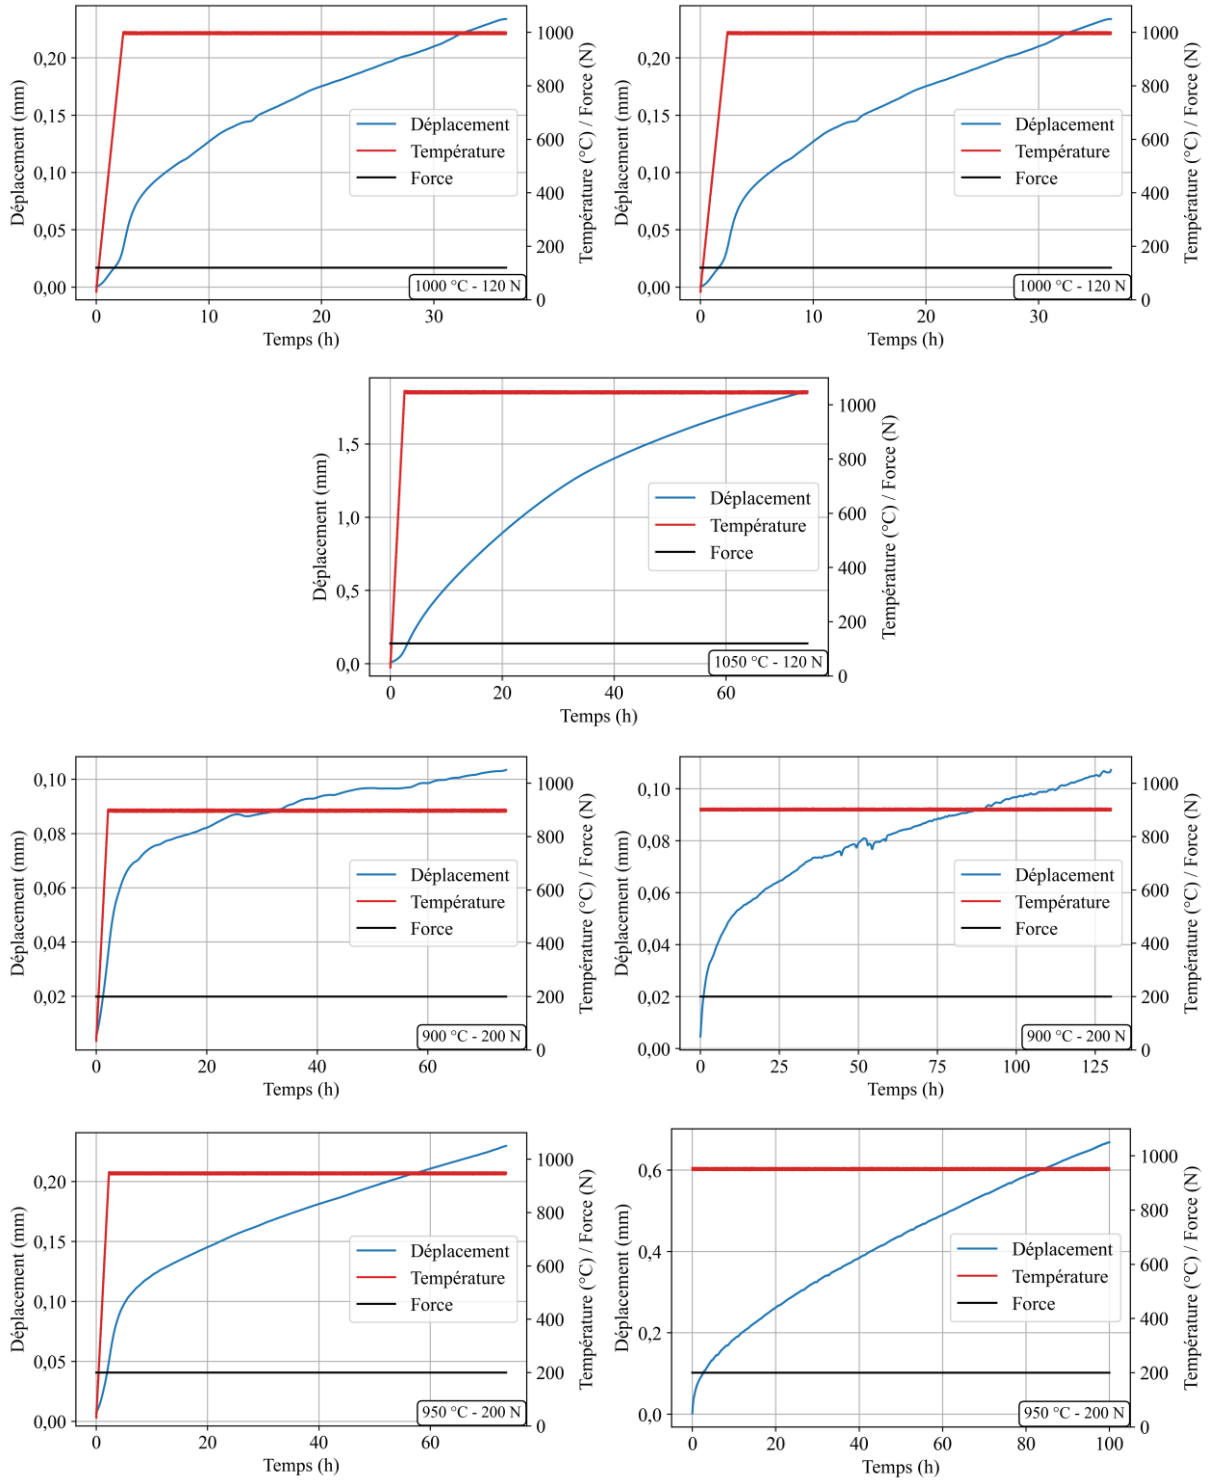 Déplacement (mm)
0,20
0,15
0,10
0,05
0,00
0 10 20 30
Temps (h)
1000
800
600
400
200
0
Température (°C) / Force (N)
Déplacement
Température
Force
1000 °C - 120 N
Déplacement (mm)
0,20
0,15
0,10
0,05
0,00
0 10 20 30
Temps (h)
1000
800
600
400
200
0
Température (°C) / Force (N)
Déplacement
Température
Force
1000 °C - 120 N
Déplacement (mm)
1,5
1,0
0,5
0,0
0 20 40 60
Temps (h)
1000
800
600
400
200
0
Température (°C) / Force (N)
Déplacement
Température
Force
1050 °C - 120 N
Déplacement (mm)
0,10
0,08
0,06
0,04
0,02
0 20 40 60
Temps (h)
1000
800
600
400
200
0
Température (°C) / Force (N)
Déplacement
Température
Force
900 °C - 200 N
Déplacement (mm)
0,10
0,08
0,06
0,04
0,02
0,00
0 25 50 75 100 125
Temps (h)
1000
800
600
400
200
0
Température (°C) / Force (N)
Déplacement
Température
Force
900 °C - 200 N
Déplacement (mm)
0,20
0,15
0,10
0,05
0,00
0 20 40 60
Temps (h)
1000
800
600
400
200
0
Température (°C) / Force (N)
Déplacement
Température
Force
950 °C - 200 N
Déplacement (mm)
0,6
0,4
0,2
0,0
0 20 40 60 80 100
Temps (h)
1000
800
600
400
200
0
Température (°C) / Force (N)
Déplacement
Température
Force
950 °C - 200 N